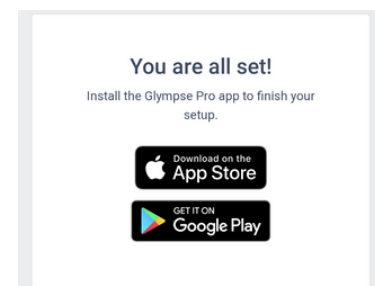 You are all set!
Install the Glympse Pro app to finish your
setup.
Download on the
App Store
GET IT ON
Google Play